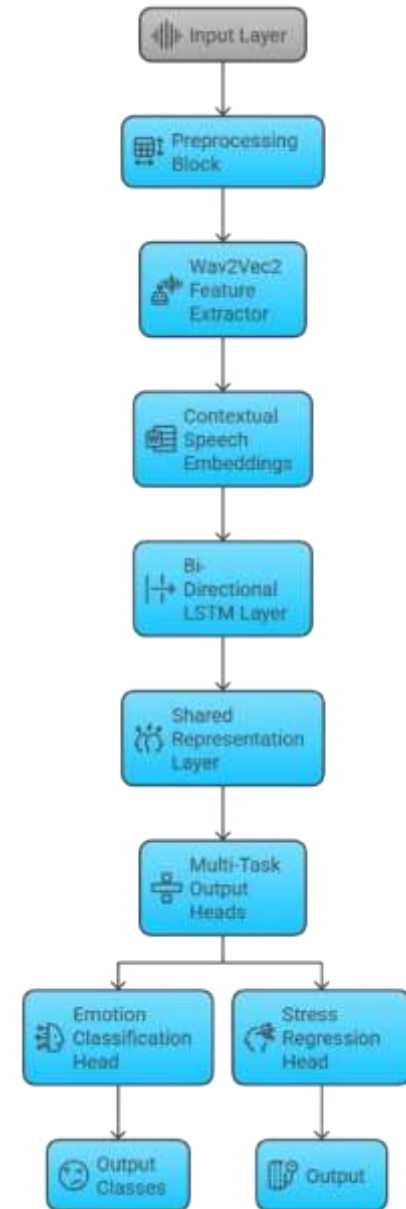 Input Layer
Preprocessing
Block
Wav2Vec2
Feature
Extractor
Contextual
Speech
Embeddings
Bi-
Directional
LSTM Layer
Shared
Representation
Layer
Multi-Task
Output
Heads
Emotion
Classification
Head
Stress
Regression
Head
Output
Classes
Output